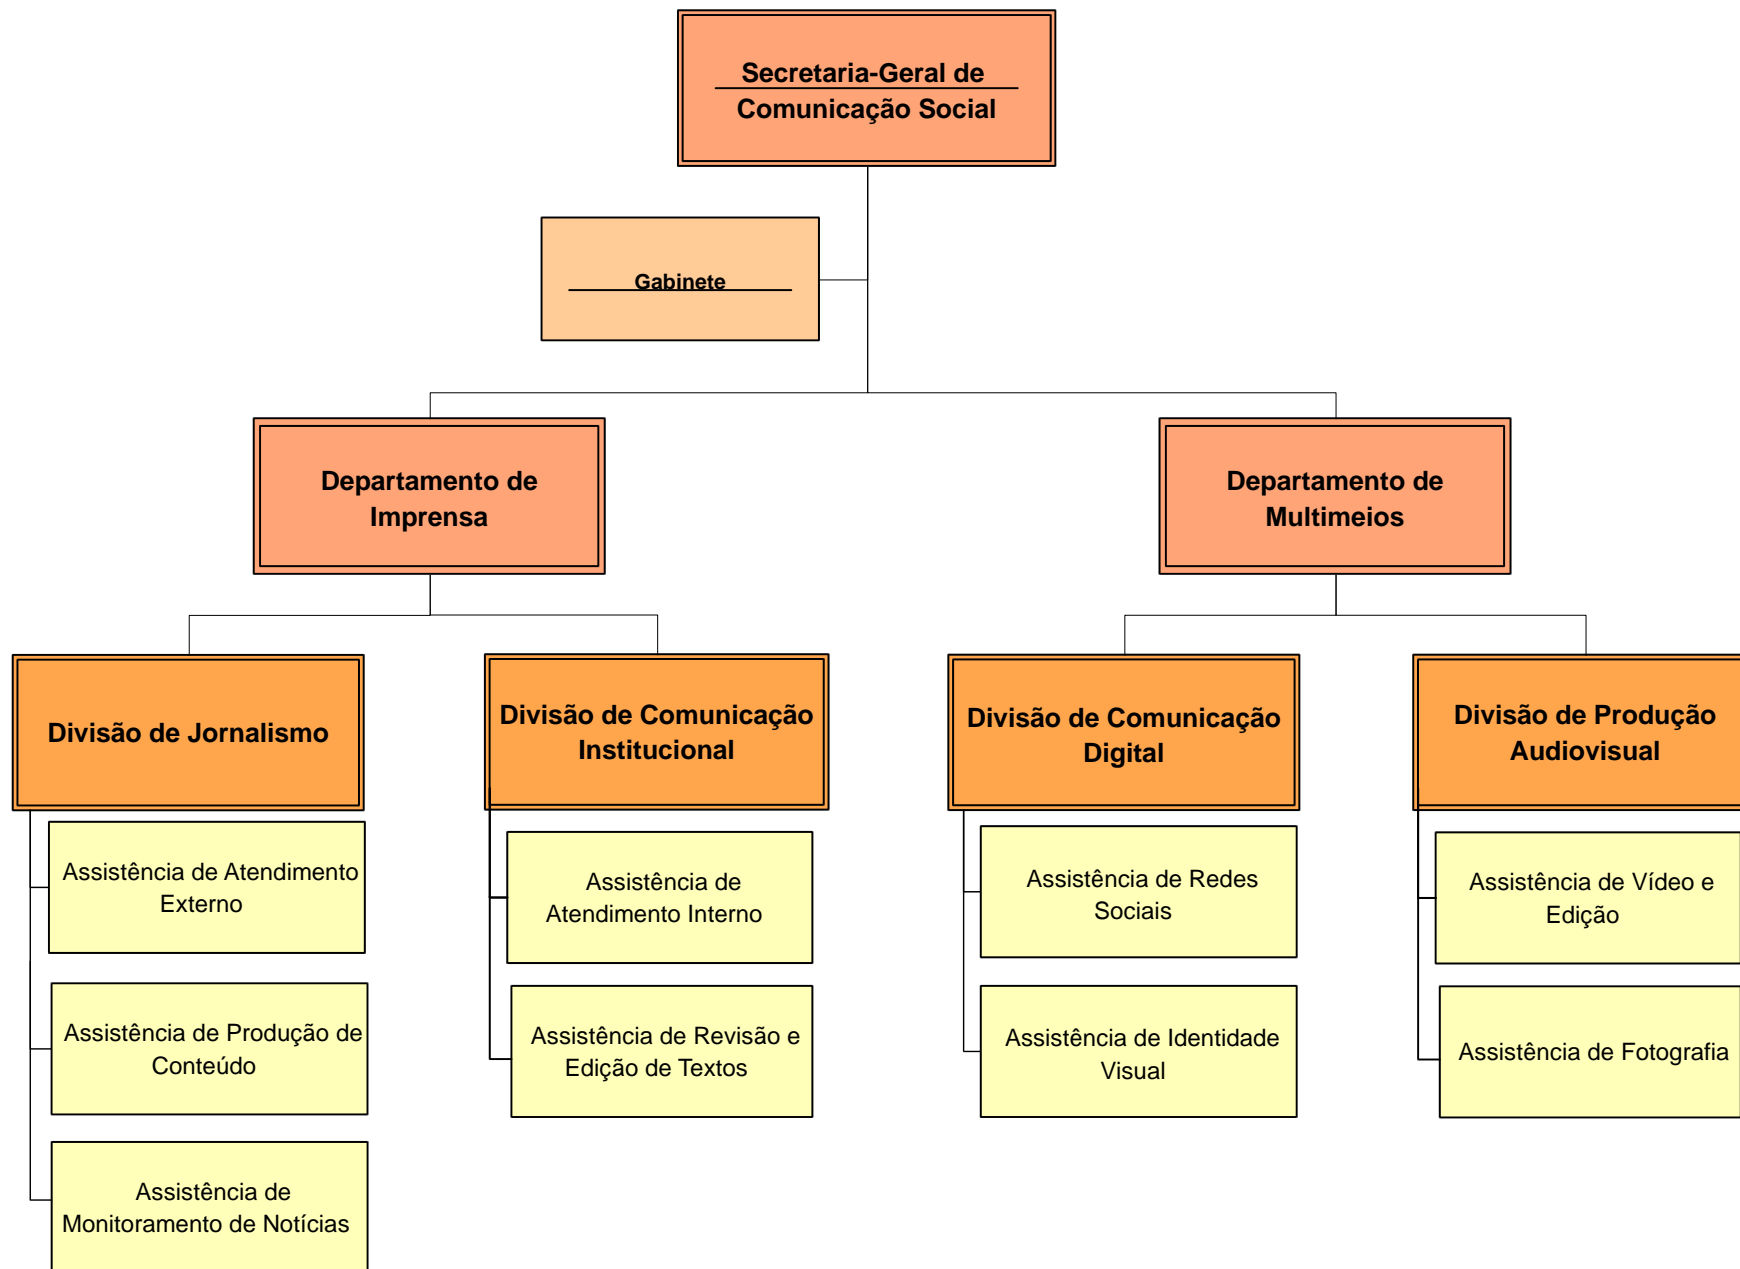 Secretaria-Geral de
Comunicação Social
Gabinete
Departamento de
Imprensa
Departamento de
Multimeios
Divisão de Jornalismo
Divisão de Comunicação
Institucional
Divisão de Comunicação
Digital
Divisão de Produção
Audiovisual
Assistência de Atendimento
Externo
Assistência de
Atendimento Interno
Assistência de Redes
Sociais
Assistência de Vídeo e
Edição
Assistência de Produção de
Conteúdo
Assistência de Revisão e
Edição de Textos
Assistência de Identidade
Visual
Assistência de Fotografia
Assistência de
Monitoramento de Notícias